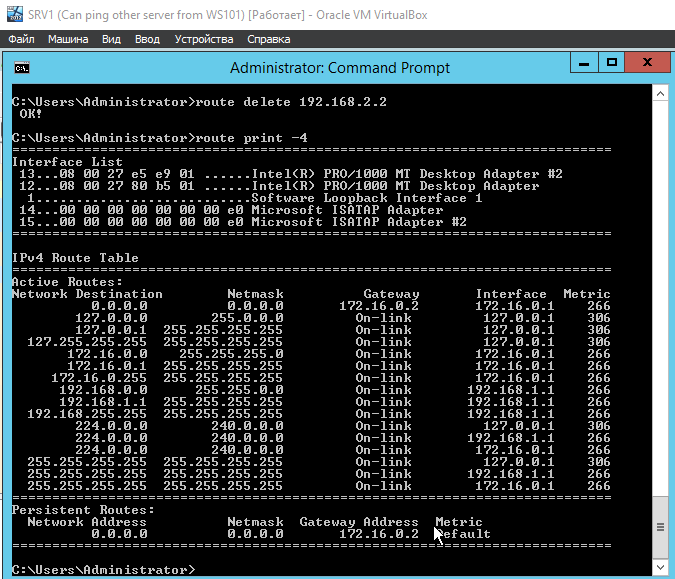 SRV1 (Can ping other server from WS101) [Работает] - Oracle VM VirtualBox
Файл Машина Вид Ввод Устройства Справка
Administrator: Command Prompt
C:\Users\Administrator>route delete 192.168.2.2
OK!
C:\Users\Administrator>route print -4
===========================================================================
Interface List
13...08 00 27 e5 e9 01 ......Intel(R) PRO/1000 MT Desktop Adapter #2
12...08 00 27 80 b5 01 ......Intel(R) PRO/1000 MT Desktop Adapter
1...........................Software Loopback Interface 1
14...00 00 00 00 00 00 00 e0 Microsoft ISATAP Adapter
15...00 00 00 00 00 00 00 e0 Microsoft ISATAP Adapter #2
===========================================================================
IPv4 Route Table
===========================================================================
Active Routes:
Network Destination Netmask Gateway Interface Metric
0.0.0.0 0.0.0.0 172.16.0.2 172.16.0.1 266
127.0.0.0 255.0.0.0 On-link 127.0.0.1 306
127.0.0.1 255.255.255.255 On-link 127.0.0.1 306
127.255.255.255 255.255.255.255 On-link 127.0.0.1 306
172.16.0.0 255.255.255.0 On-link 172.16.0.1 266
172.16.0.1 255.255.255.255 On-link 172.16.0.1 266
172.16.0.255 255.255.255.255 On-link 172.16.0.1 266
192.168.0.0 255.255.0.0 On-link 192.168.1.1 266
192.168.1.1 255.255.255.255 On-link 192.168.1.1 266
192.168.255.255 255.255.255.255 On-link 192.168.1.1 266
224.0.0.0 240.0.0.0 On-link 127.0.0.1 306
224.0.0.0 240.0.0.0 On-link 192.168.1.1 266
224.0.0.0 240.0.0.0 On-link 172.16.0.1 266
255.255.255.255 255.255.255.255 On-link 127.0.0.1 306
255.255.255.255 255.255.255.255 On-link 192.168.1.1 266
255.255.255.255 255.255.255.255 On-link 172.16.0.1 266
===========================================================================
Persistent Routes:
Network Address Netmask Gateway Address Metric
0.0.0.0 0.0.0.0 172.16.0.2 Default
===========================================================================
C:\Users\Administrator>